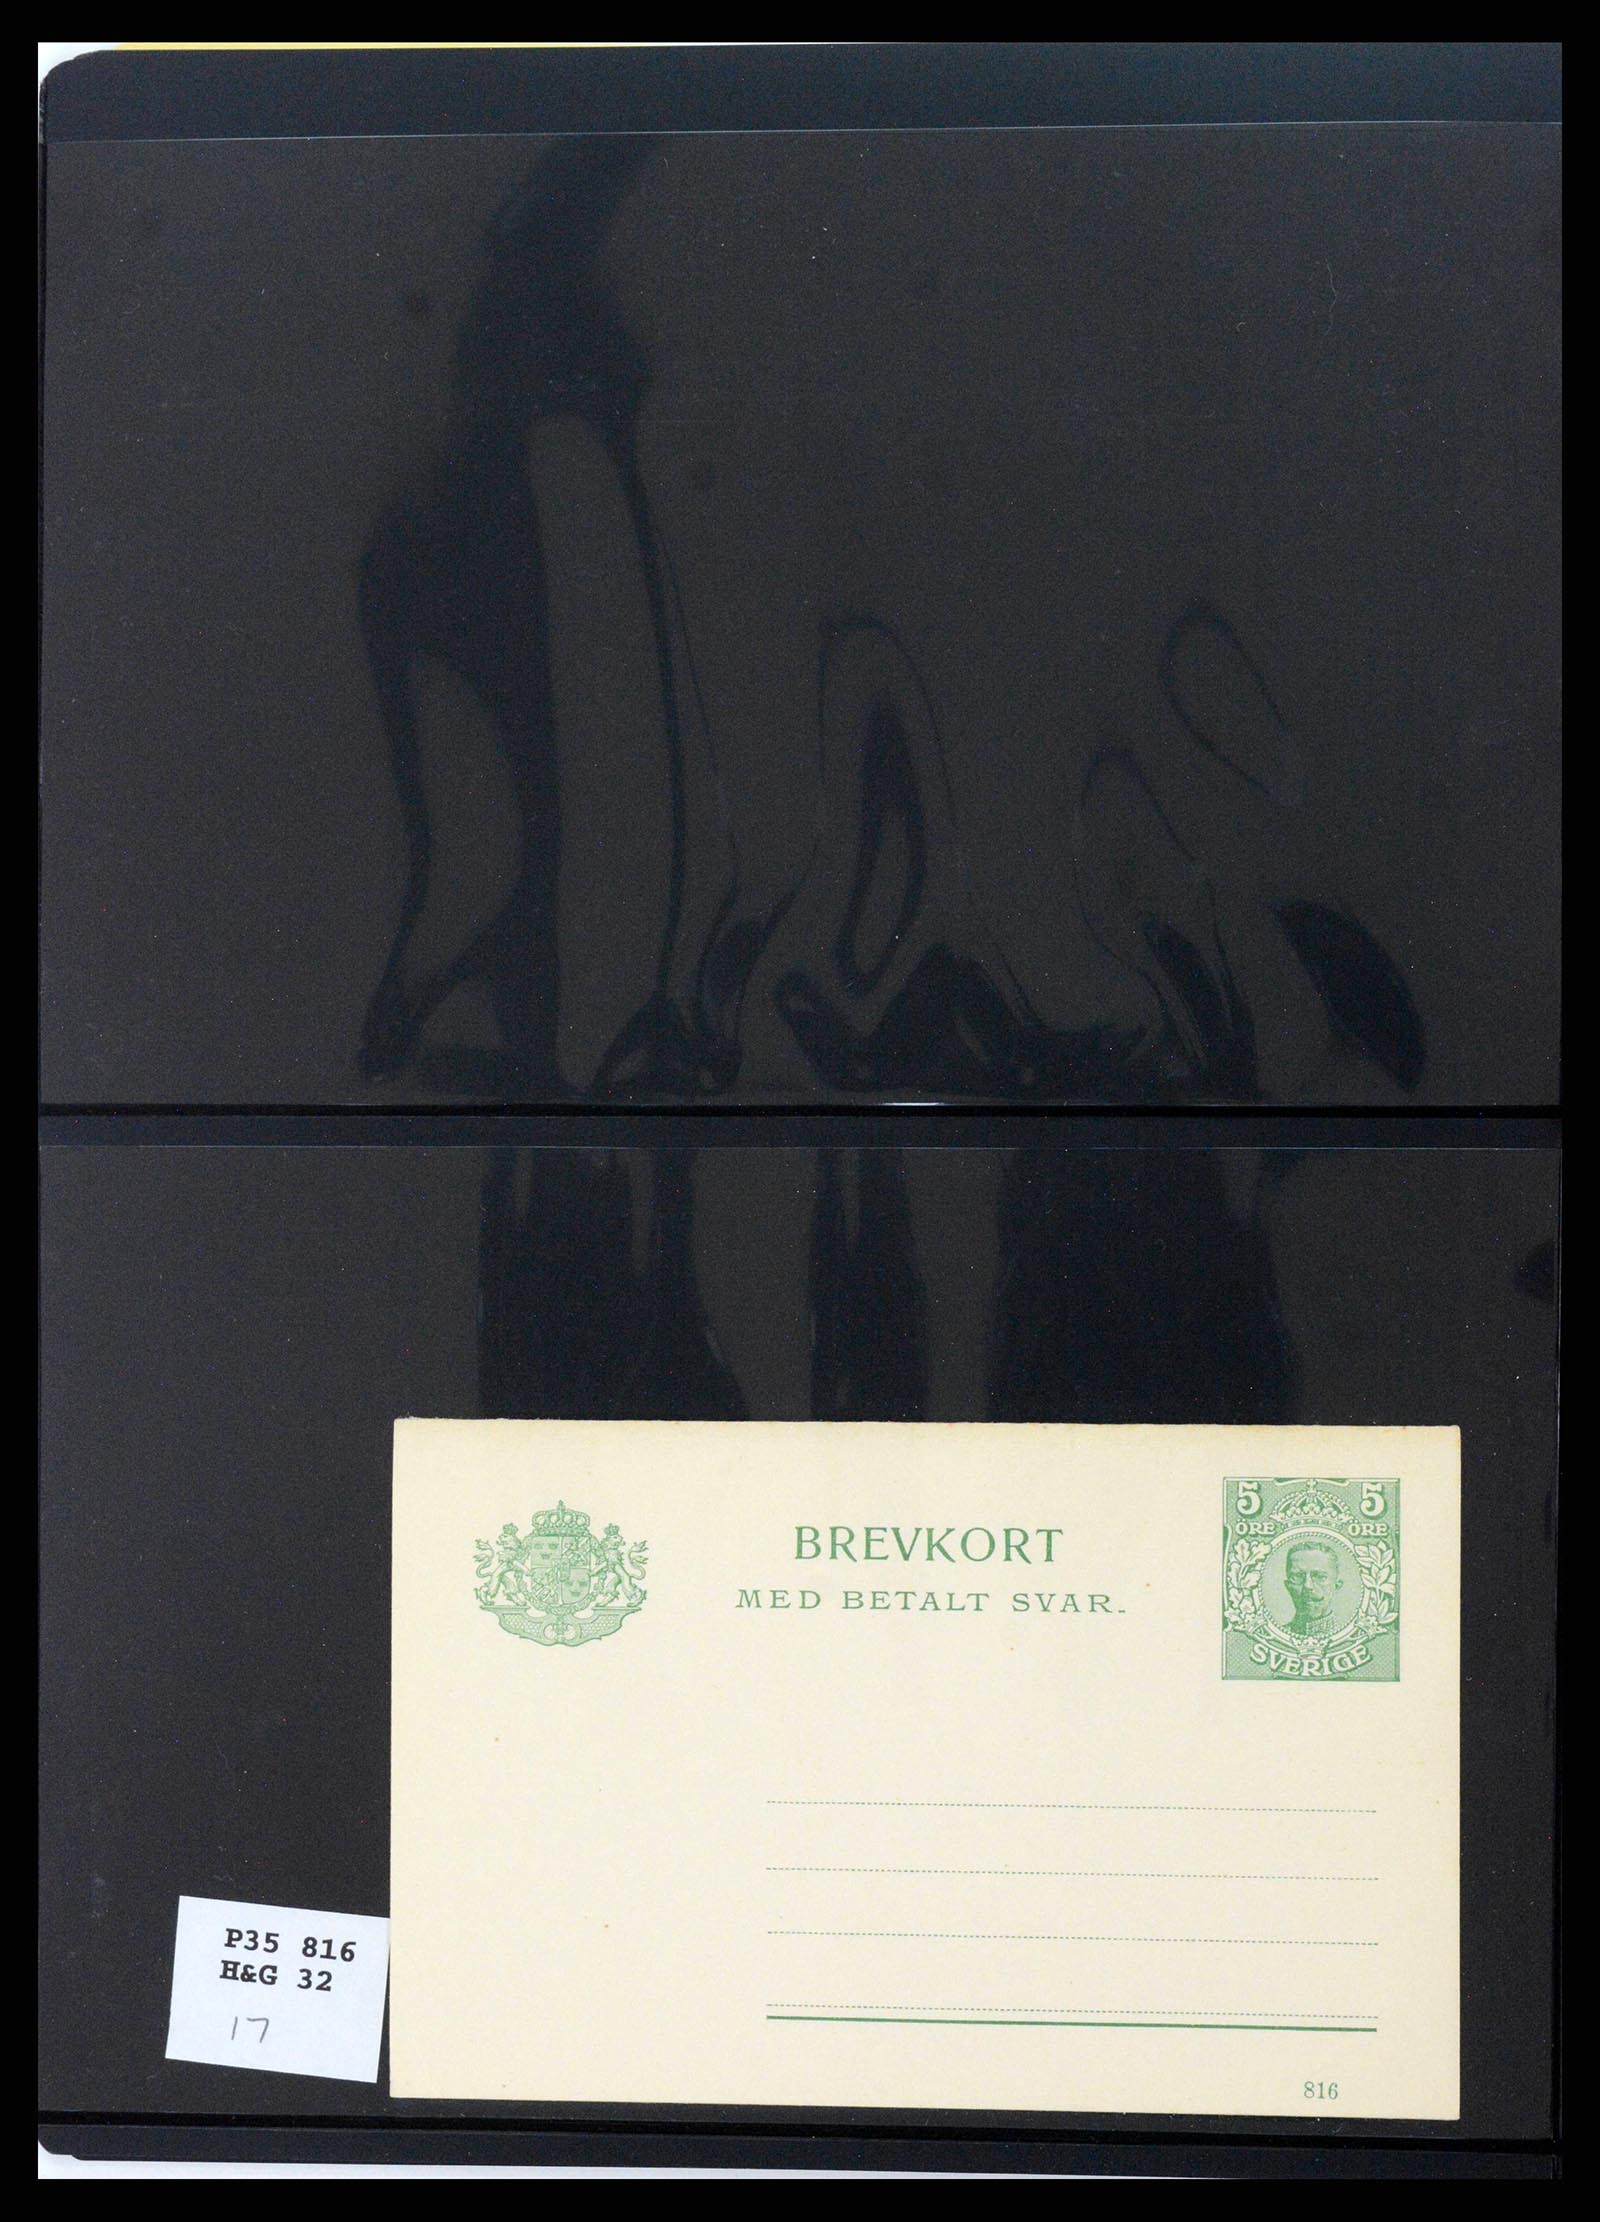 BREVKORT
MED BETALT SVAR.
5 5
ÖRE ÖRE
SVERIGE
P35 816
H&G 32
17
816